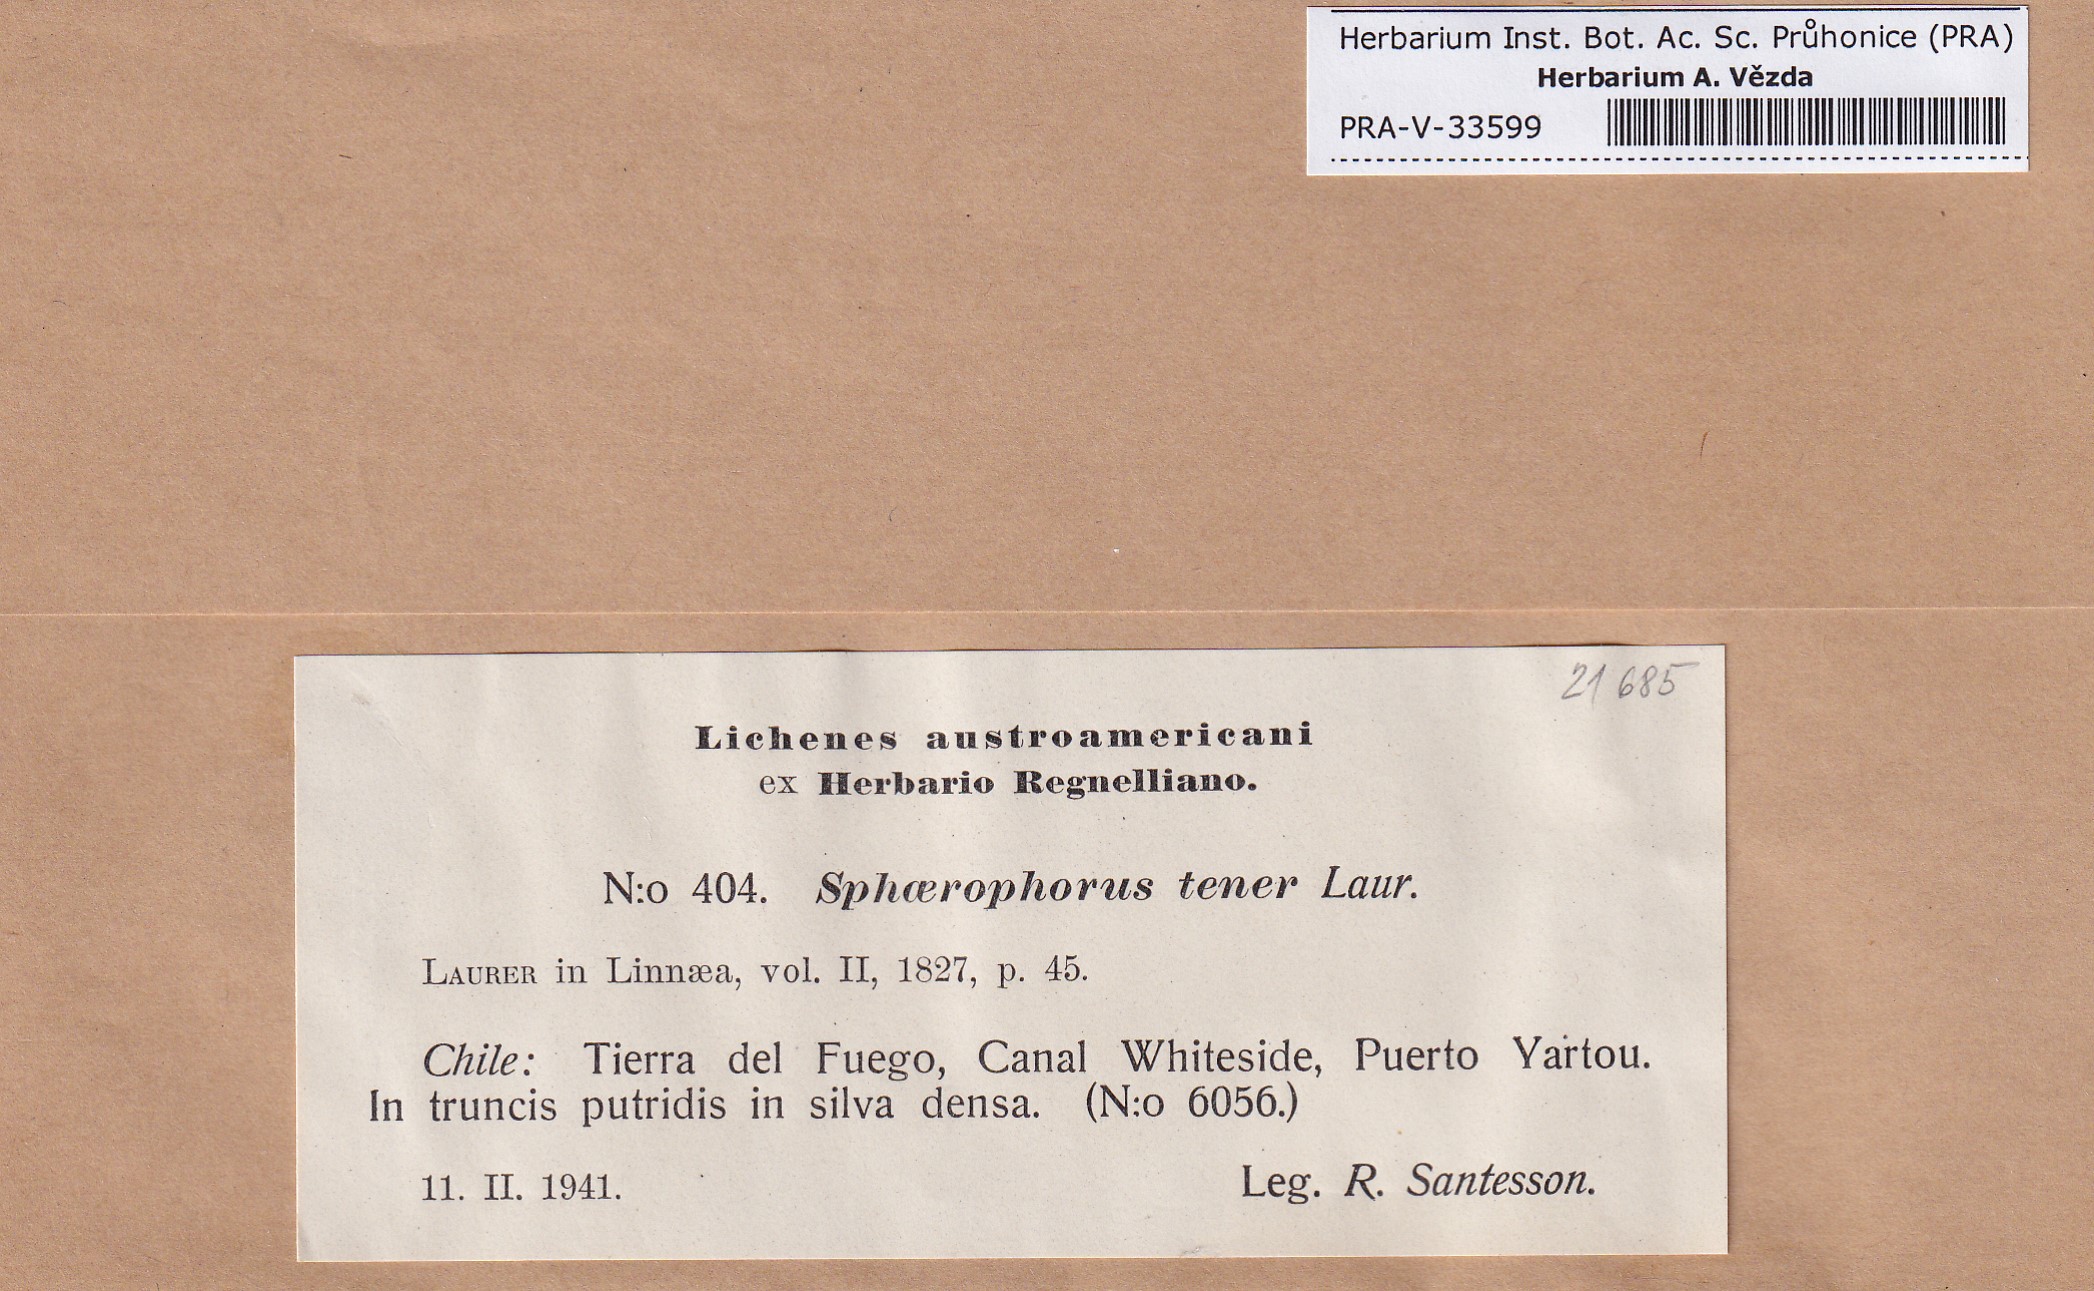 Herbarium Inst. Bot. Ac. Sc. Průhonice (PRA)
Herbarium A. Vězda
PRA-V-33599
21685
Lichenes austroamericani
ex Herbario Regnelliano.
N:o 404. Sphærophorus tener Laur.
LAURER in Linnæa, vol. II, 1827, p. 45.
Chile: Tierra del Fuego, Canal Whiteside, Puerto Yartou.
In truncis putridis in silva densa. (N:o 6056.)
11. II. 1941. Leg. R. Santesson.